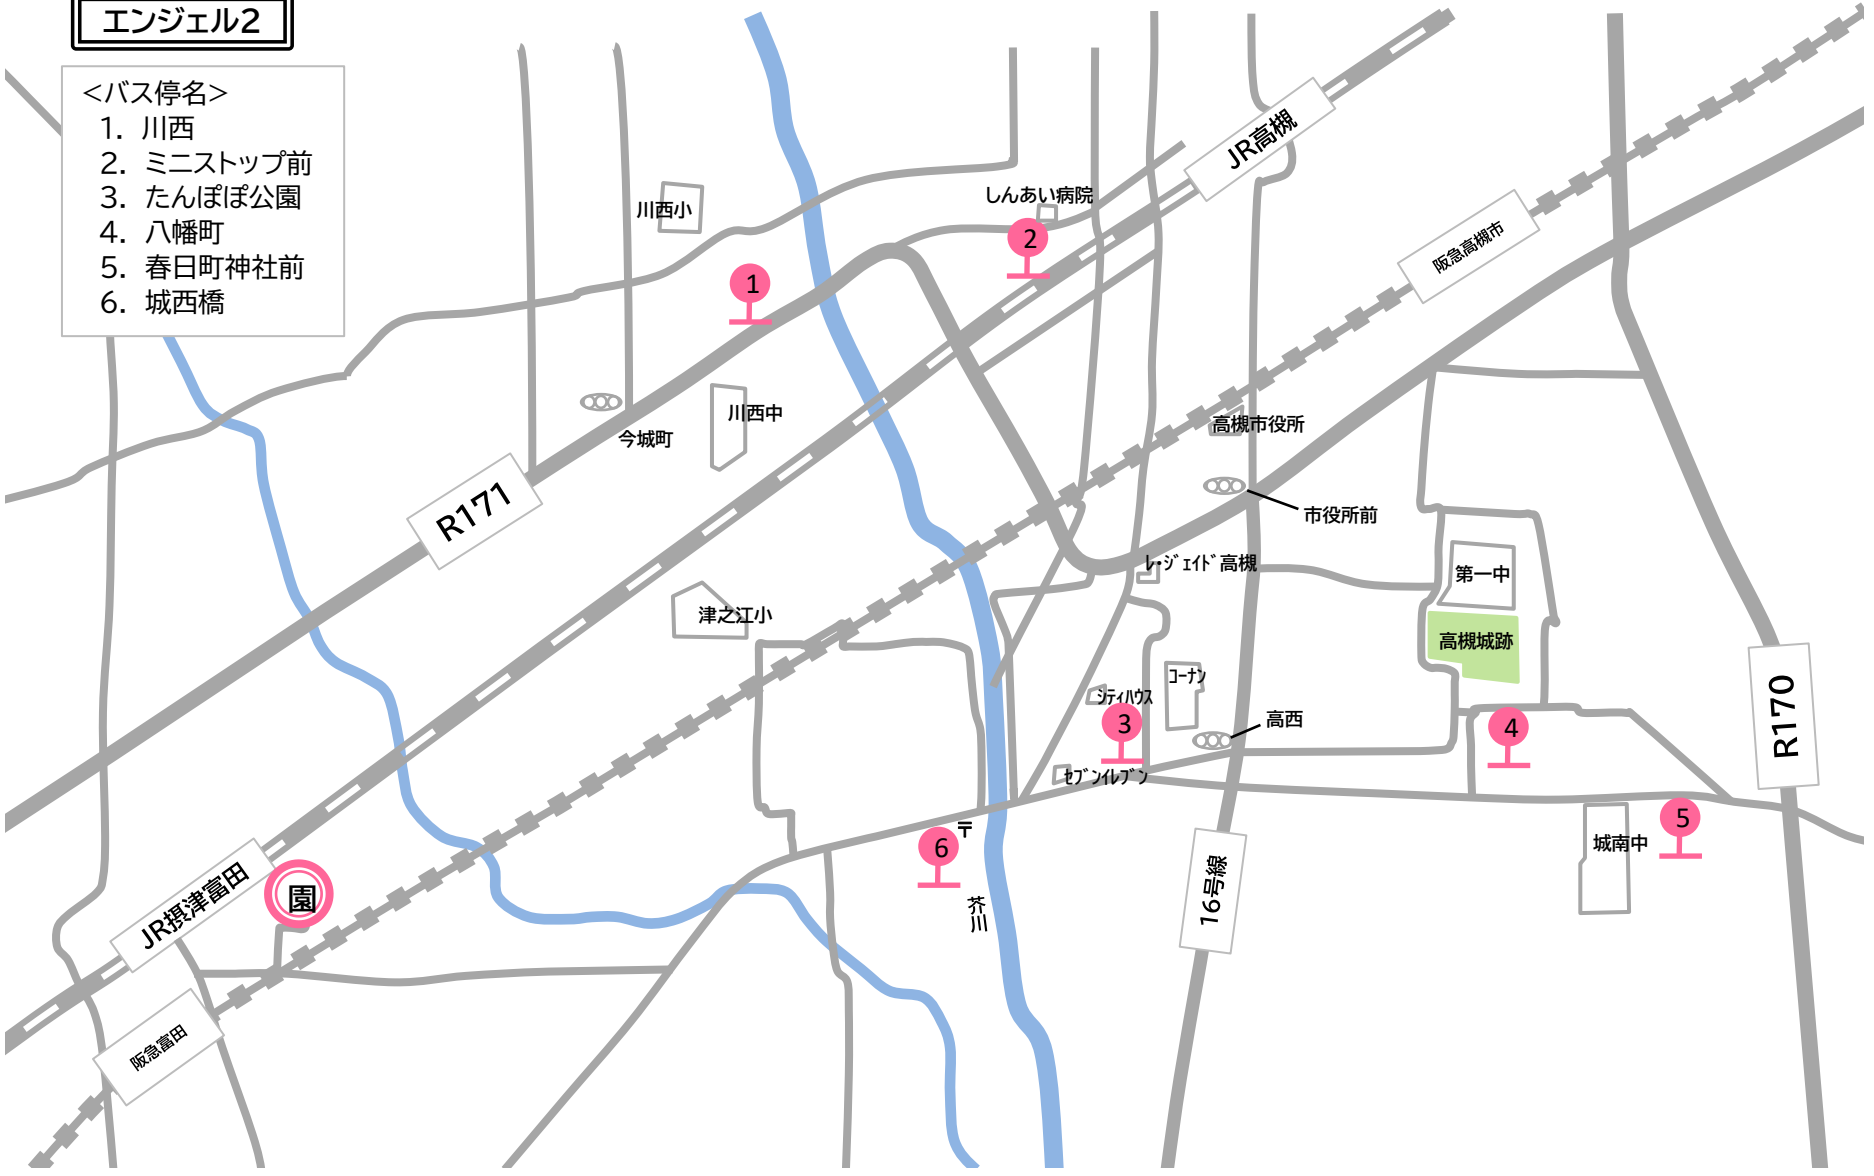 エンジェル2
<バス停名>
1. 川西
2. ミニストップ前
3. たんぽぽ公園
4. 八幡町
5. 春日町神社前
6. 城西橋
JR高槻
しんあい病院
川西小
2
阪急高槻市
1
川西中
高槻市役所
今城町
R171
市役所前
レ・ジェイド高槻
第一中
津之江小
高槻城跡
コーナン
シティハウス
R170
3
高西
4
セブンイレブン
5
〒
6
城南中
16号線
園
JR摂津富田
芥川
阪急富田